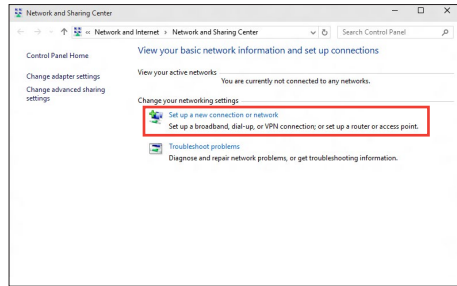 Network and Sharing Center
« Network and Internet › Network and Sharing Center
Search Control Panel
Control Panel Home
Change adapter settings
Change advanced sharing
settings
View your basic network information and set up connections
View your active networks
You are currently not connected to any networks.
Change your networking settings
Set up a new connection or network
Set up a broadband, dial-up, or VPN connection; or set up a router or access point.
Troubleshoot problems
Diagnose and repair network problems, or get troubleshooting information.